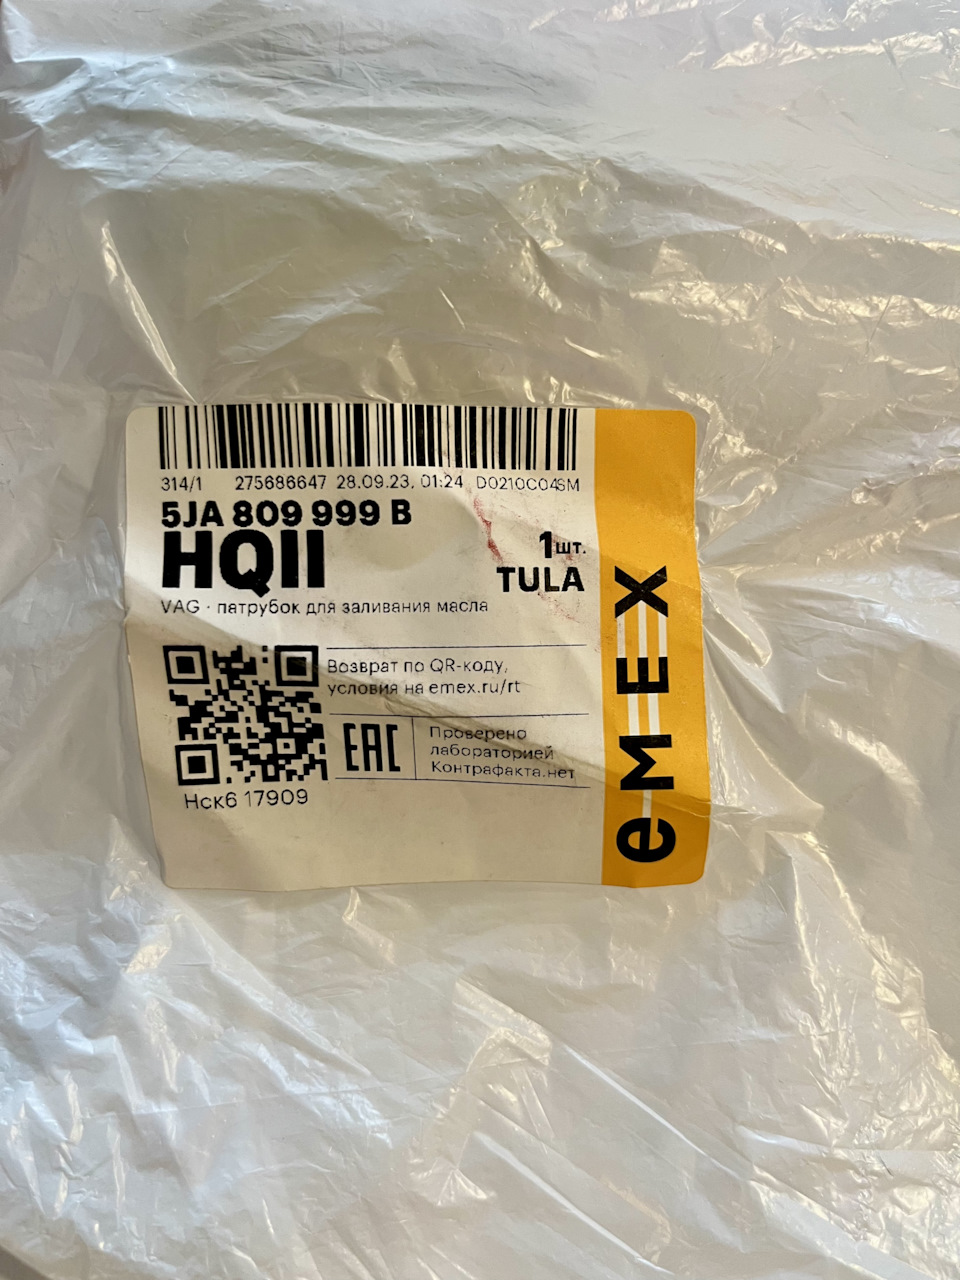 314/1 275686647 28.09.23, 01:24 D0210C04SM
5JA 809 999 B
HQII
1шт.
TULA
VAG · патрубок для заливания масла
Возврат по QR-коду,
условия на emex.ru/rt
EAC
Проверено
лабораторией
Контрафакта.нет
Нск6 17909
eMEX